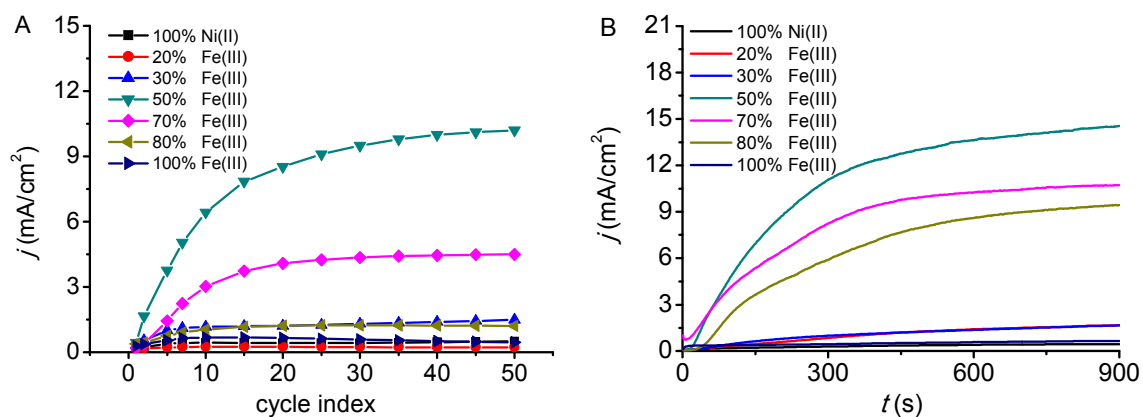 A
15
12
9
6
3
0
j (mA/cm²)
100% Ni(II)
20% Fe(III)
30% Fe(III)
50% Fe(III)
70% Fe(III)
80% Fe(III)
100% Fe(III)
0 10 20 30 40 50
cycle index
B
21
18
15
12
9
6
3
0
j (mA/cm²)
100% Ni(II)
20% Fe(III)
30% Fe(III)
50% Fe(III)
70% Fe(III)
80% Fe(III)
100% Fe(III)
0 300 600 900
t (s)